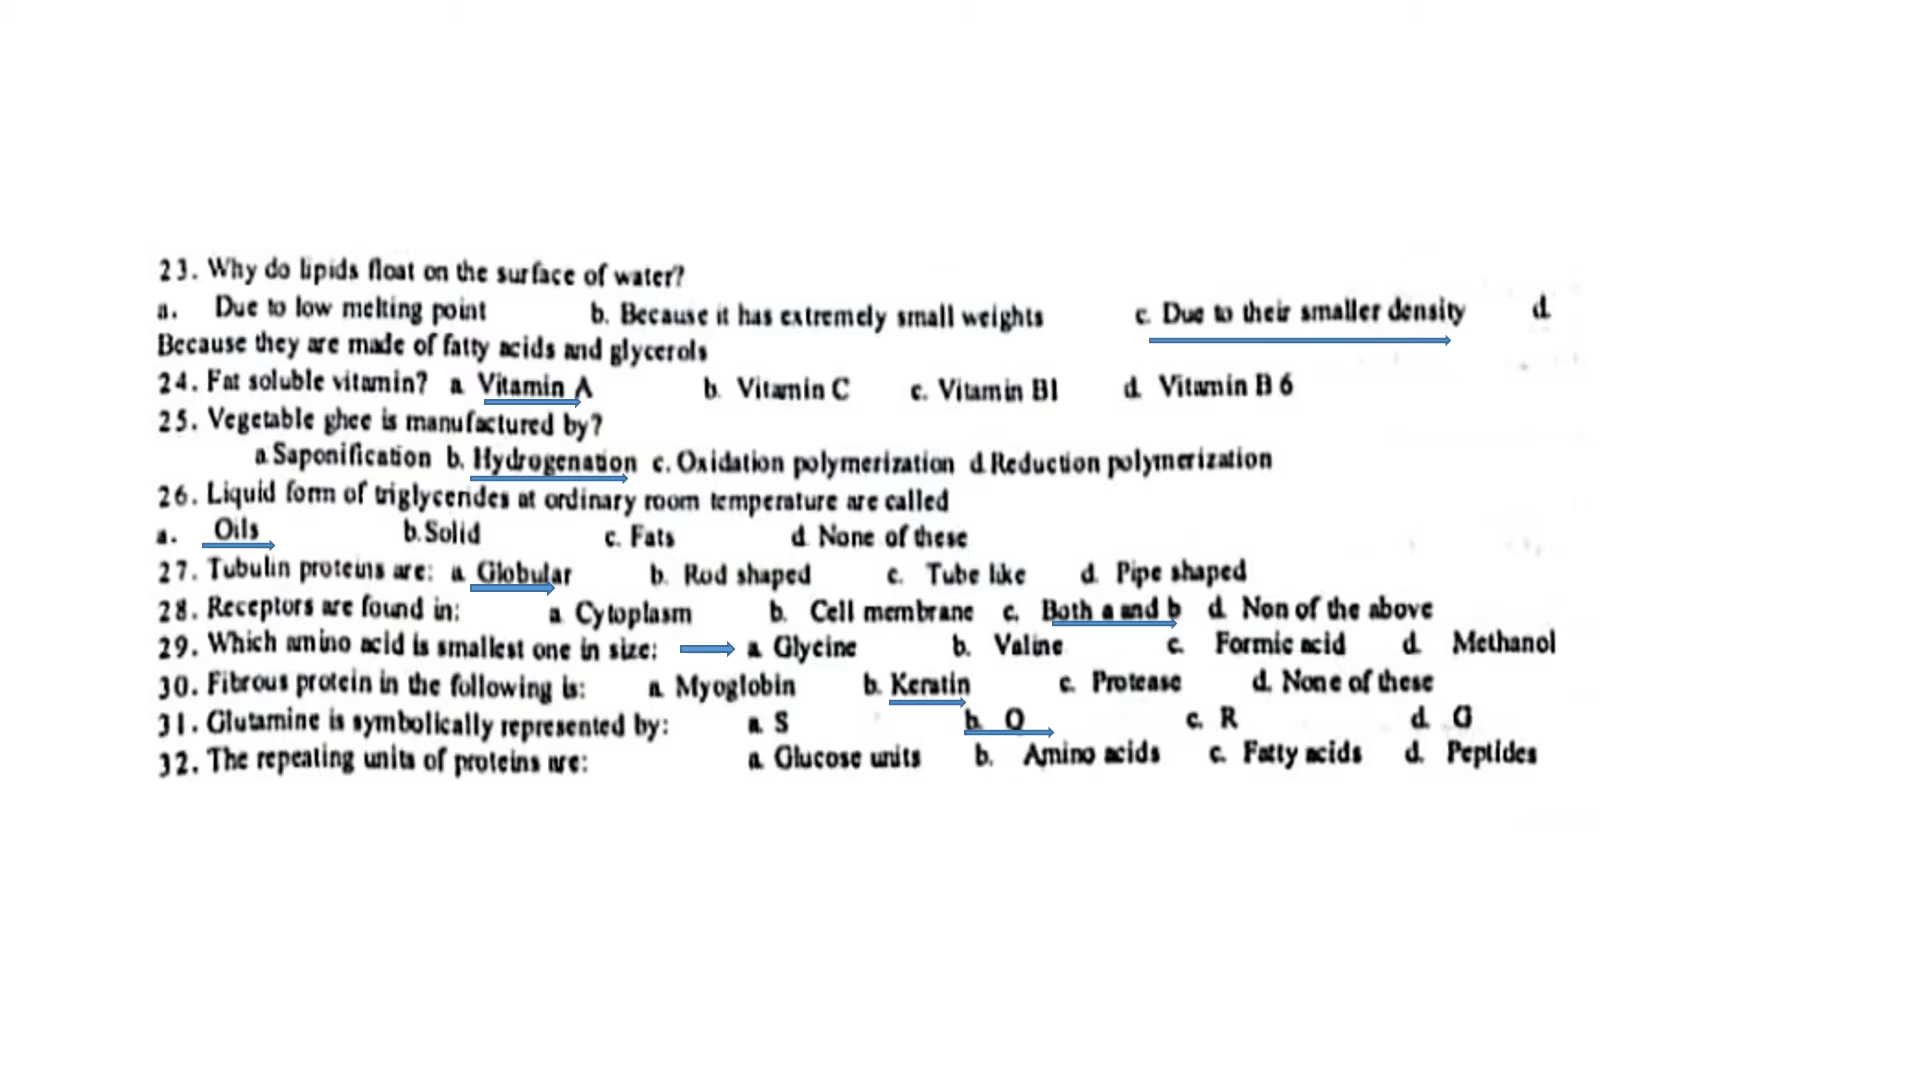 23. Why do lipids float on the surface of water?
a. Due to low melting point b. Because it has extremely small weights c. Due to their smaller density d.
Because they are made of fatty acids and glycerols
24. Fat soluble vitamin? a. Vitamin A b. Vitamin C c. Vitamin B1 d. Vitamin B 6
25. Vegetable ghee is manufactured by?
a Saponification b. Hydrogenation c. Oxidation polymerization d Reduction polymerization
26. Liquid form of triglycerides at ordinary room temperature are called
a. Oils b. Solid c. Fats d. None of these
27. Tubulin proteins are: a. Globular b. Rod shaped c. Tube like d. Pipe shaped
28. Receptors are found in: a. Cytoplasm b. Cell membrane c. Both a and b d. Non of the above
29. Which amino acid is smallest one in size: a. Glycine b. Valine c. Formic acid d. Methanol
30. Fibrous protein in the following is: a. Myoglobin b. Keratin c. Protease d. None of these
31. Glutamine is symbolically represented by: a. S b. Q c. R d. G
32. The repeating units of proteins are: a. Glucose units b. Amino acids c. Fatty acids d. Peptides